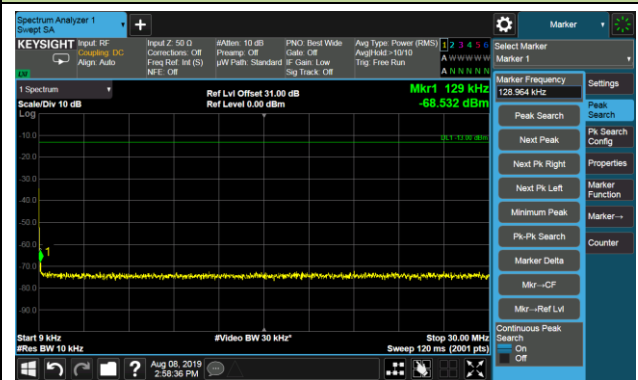 Spectrum Analyzer 1
Swept SA
Marker
KEYSIGHT
Input: RF
Coupling: DC
Align: Auto
Input Z: 50 Ω
Corrections: Off
Freq Ref: Int (S)
NFE: Off
#Atten: 10 dB
Preamp: Off
µW Path: Standard
PNO: Best Wide
Gate: Off
IF Gain: Low
Sig Track: Off
Avg Type: Power (RMS)
Avg|Hold:>10/10
Trig: Free Run
1 2 3 4 5 6
A W W W W W
A N N N N N
Select Marker
Marker 1
1 Spectrum
Scale/Div 10 dB
Ref Lvl Offset 31.00 dB
Ref Level 0.00 dBm
Mkr1 129 kHz
-68.532 dBm
Log
-10.0
-20.0
-30.0
-40.0
-50.0
-60.0
-70.0
-80.0
-90.0
DL1 -13.00 dBm
1
Start 9 kHz
#Res BW 10 kHz
#Video BW 30 kHz*
Stop 30.00 MHz
Sweep 120 ms (2001 pts)
Marker Frequency
128.964 kHz
Peak Search
Next Peak
Next Pk Right
Next Pk Left
Minimum Peak
Pk-Pk Search
Marker Delta
Mkr→CF
Mkr→Ref Lvl
Continuous Peak
Search
On
Off
Settings
Peak
Search
Pk Search
Config
Properties
Marker
Function
Marker→
Counter
?
Aug 08, 2019
2:58:36 PM